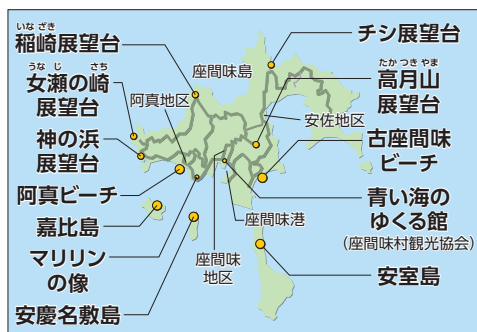 いなざき
稲崎展望台
うなじ さち
女瀬の崎
展望台
神の浜
展望台
阿真ビーチ
嘉比島
マリリン
の像
安慶名敷島
座間味島
阿真地区
座間味
地区
座間味港
安佐地区
チシ展望台
たかつきやま
高月山
展望台
古座間味
ビーチ
青い海の
ゆくる館
(座間味村観光協会)
安室島